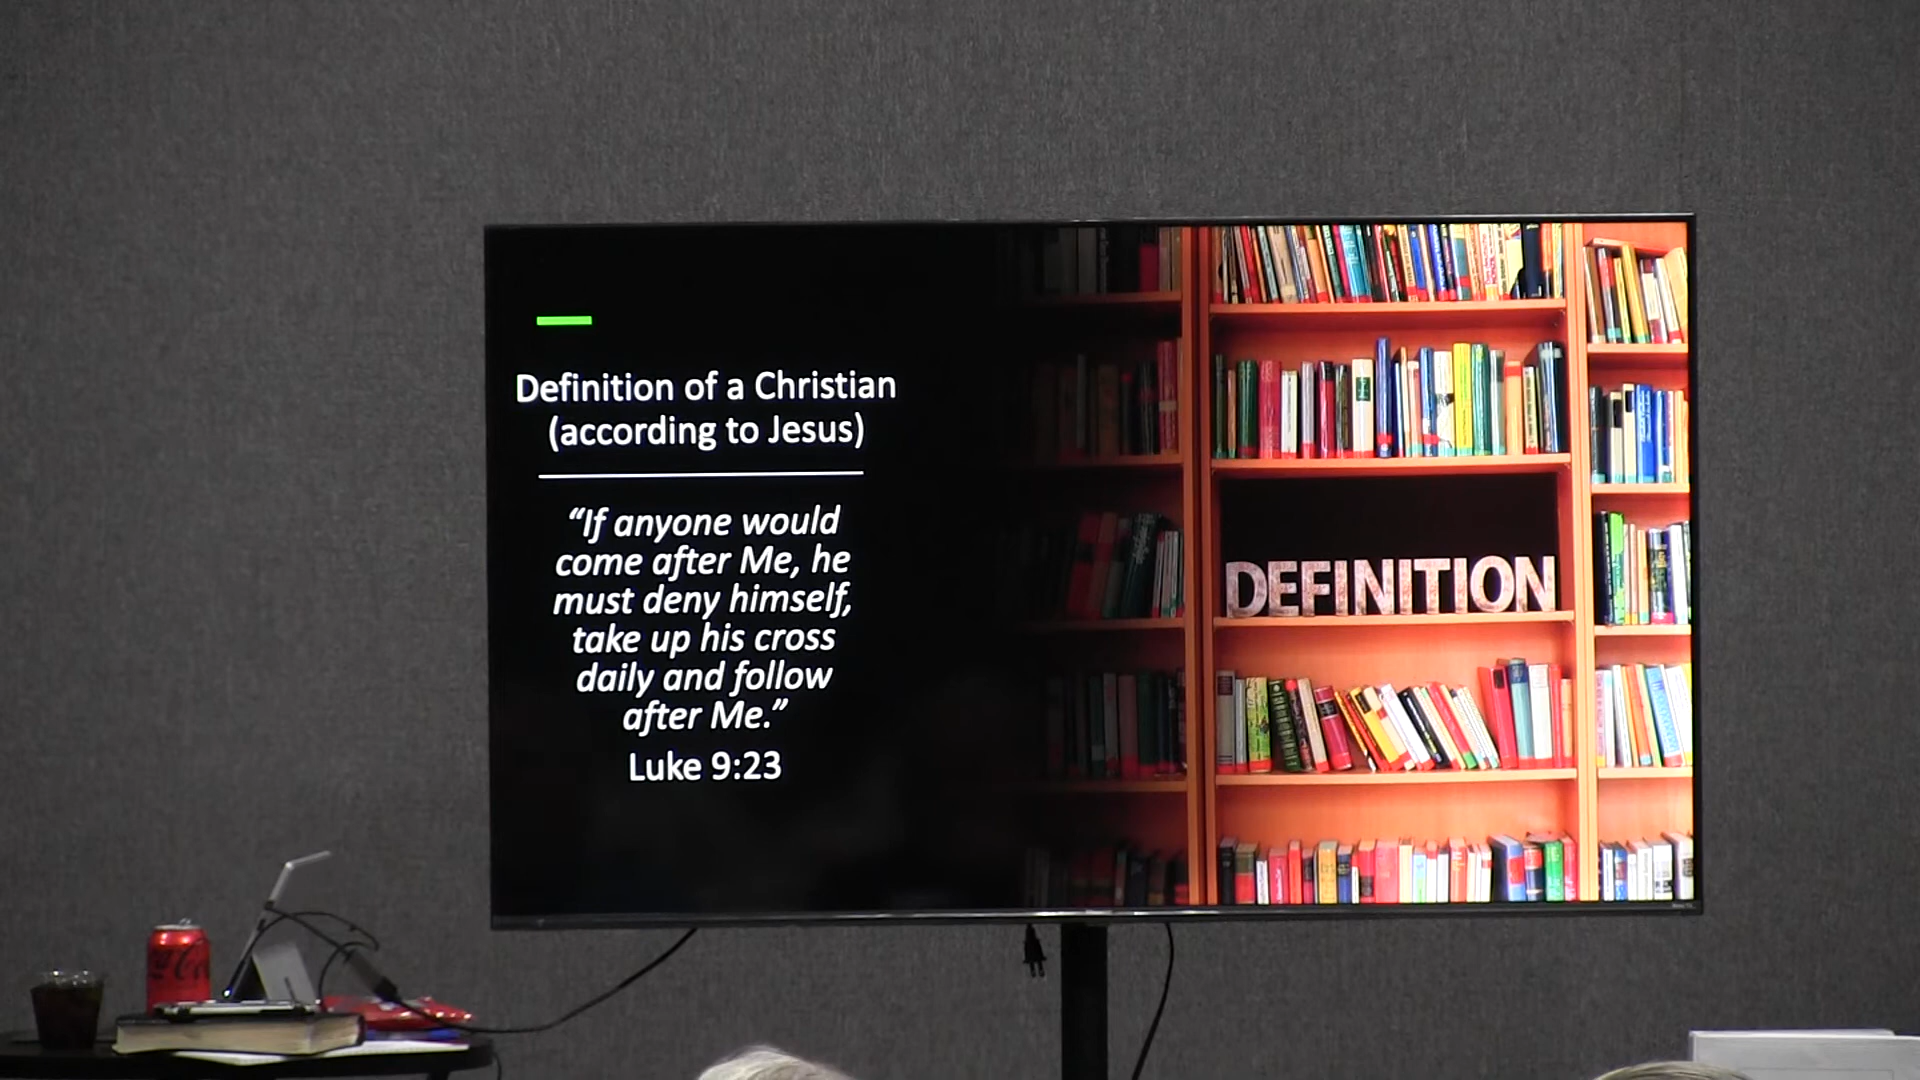 Definition of a Christian
(according to Jesus)
“If anyone would
come after Me, he
must deny himself,
take up his cross
daily and follow
after Me.”
Luke 9:23
DEFINITION